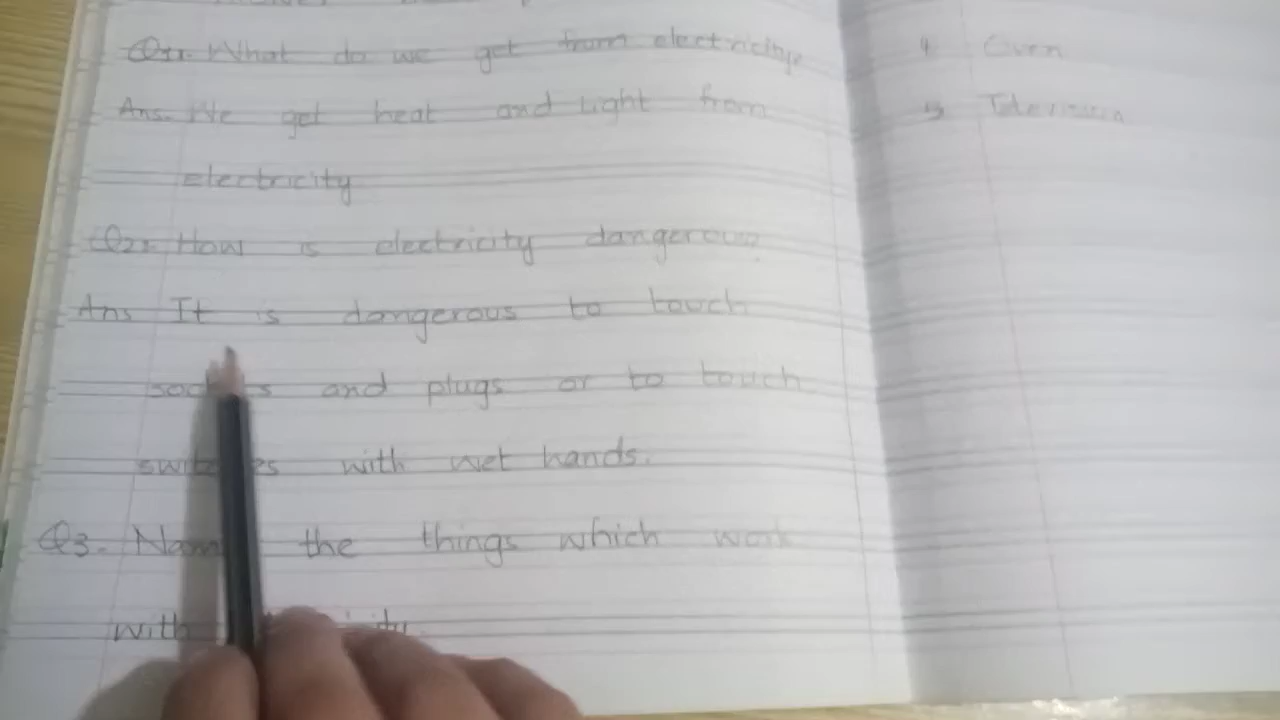 Q1. What do we get from electricity?
Ans. We get heat and light from
electricity
Q2. How is electricity dangerous?
Ans It is dangerous to touch
and plugs or to touch
with wet hands.
Q3. the things which work
with
4 Oven
5 Television